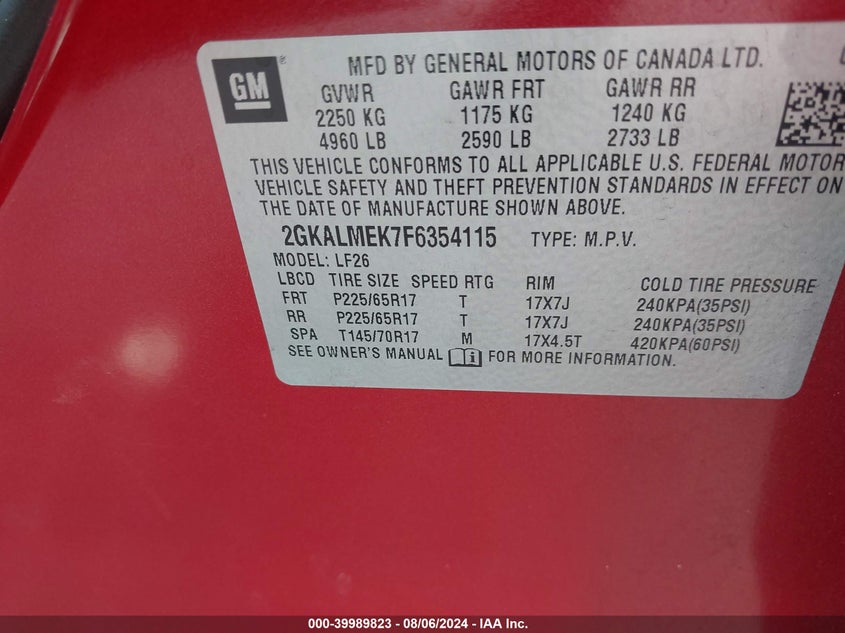 GM
MFD BY GENERAL MOTORS OF CANADA LTD.
GVWR GAWR FRT GAWR RR
2250 KG 1175 KG 1240 KG
4960 LB 2590 LB 2733 LB
THIS VEHICLE CONFORMS TO ALL APPLICABLE U.S. FEDERAL MOTOR
VEHICLE SAFETY AND THEFT PREVENTION STANDARDS IN EFFECT ON
THE DATE OF MANUFACTURE SHOWN ABOVE.
2GKALMEK7F6354115 TYPE: M.P.V.
MODEL: LF26
LBCD TIRE SIZE SPEED RTG RIM COLD TIRE PRESSURE
FRT P225/65R17 T 17X7J 240KPA(35PSI)
RR P225/65R17 T 17X7J 240KPA(35PSI)
SPA T145/70R17 M 17X4.5T 420KPA(60PSI)
SEE OWNER'S MANUAL i FOR MORE INFORMATION.
000-39989823 - 08/06/2024 - IAA Inc.